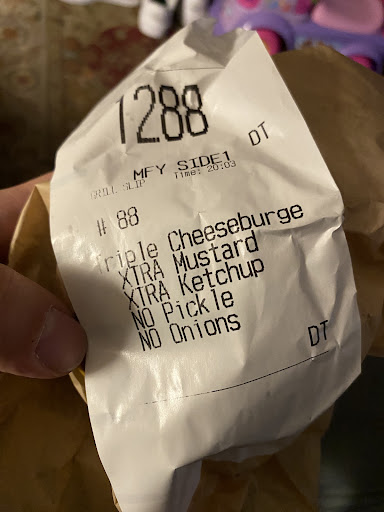 1288
DT
MFY SIDE1
GRILL SLIP Time: 20:03
# 88
Triple Cheeseburge
XTRA Mustard
XTRA Ketchup
NO Pickle
NO Onions
DT